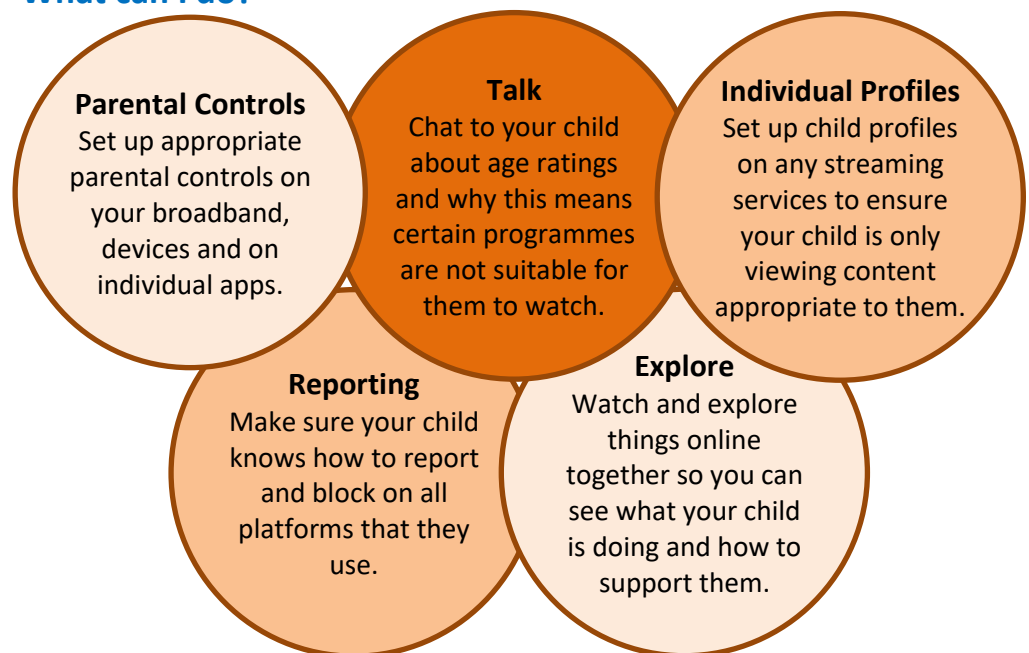 What can I do?
Parental Controls
Set up appropriate
parental controls on
your broadband,
devices and on
individual apps.
Talk
Chat to your child
about age ratings
and why this means
certain programmes
are not suitable for
them to watch.
Individual Profiles
Set up child profiles
on any streaming
services to ensure
your child is only
viewing content
appropriate to them.
Reporting
Make sure your child
knows how to report
and block on all
platforms that they
use.
Explore
Watch and explore
things online
together so you can
see what your child
is doing and how to
support them.